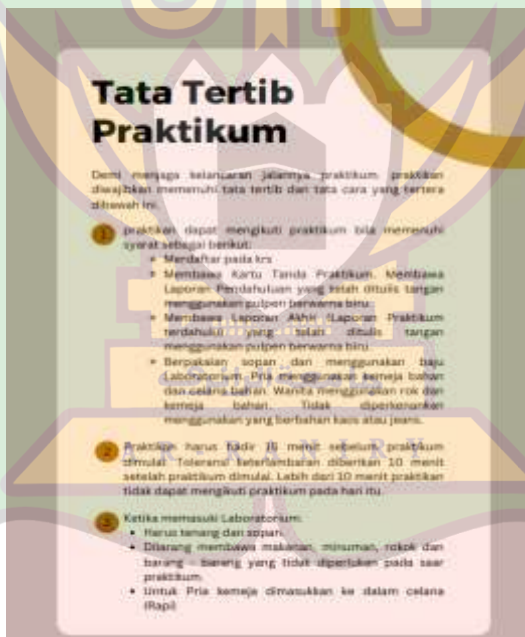 Tata Tertib
Praktikum
Demi menjaga kelancaran jalannya praktikum praktikan
diwajibkan memenuhi tata tertib dan tata cara yang tertera
dibawah ini.
1 praktikan dapat mengikuti praktikum bila memenuhi
syarat sebagai berikut:
Mendaftar pada krs
Membawa Kartu Tanda Praktikum. Membawa
Laporan Pendahuluan yang telah ditulis tangan
menggunakan pulpen berwarna biru.
Membawa Laporan Akhir (Laporan Praktikum
terdahulu) yang telah ditulis tangan
menggunakan pulpen berwarna biru.
Berpakaian sopan dan menggunakan baju
Laboratorium. Pria menggunakan kemeja bahan
dan celana bahan. Wanita menggunakan rok dan
kemeja bahan. Tidak diperkenankan
menggunakan yang berbahan kaos atau jeans.
2 Praktikan harus hadir 15 menit sebelum praktikum
dimulai. Toleransi keterlambaran diberikan 10 menit
setelah praktikum dimulai. Lebih dari 10 menit praktikan
tidak dapat mengikuti praktikum pada hari itu.
3 Ketika memasuki Laboratorium:
Harus tenang dan sopan.
Dilarang membawa makanan, minuman, rokok dan
barang - barang yang tidak diperlukan pada saat
praktikum.
Untuk Pria kemeja dimasukkan ke dalam celana
(Rapi)